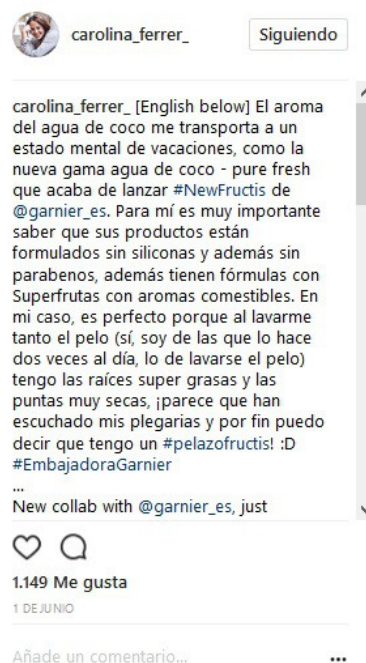 carolina_ferrer_
Siguiendo
carolina_ferrer_ [English below] El aroma
del agua de coco me transporta a un
estado mental de vacaciones, como la
nueva gama agua de coco - pure fresh
que acaba de lanzar #NewFructis de
@garnier_es. Para mí es muy importante
saber que sus productos están
formulados sin siliconas y además sin
parabenos, además tienen fórmulas con
Superfrutas con aromas comestibles. En
mi caso, es perfecto porque al lavarme
tanto el pelo (sí, soy de las que lo hace
dos veces al día, lo de lavarse el pelo)
tengo las raíces super grasas y las
puntas muy secas, ¡parece que han
escuchado mis plegarias y por fin puedo
decir que tengo un #pelazofructis! :D
#EmbajadoraGarnier
...
New collab with @garnier_es, just
1.149 Me gusta
1 DE JUNIO
Añade un comentario...